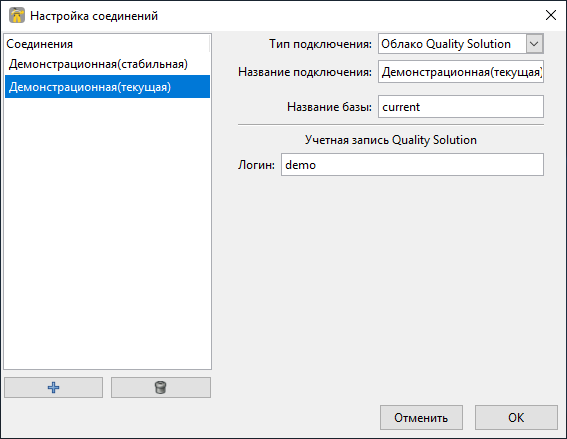 Настройка соединений
Соединения
Демонстрационная(стабильная)
Демонстрационная(текущая)
Тип подключения: Облако Quality Solution
Название подключения: Демонстрационная(текущая)
Название базы: current
Учетная запись Quality Solution
Логин: demo
Отменить
OK